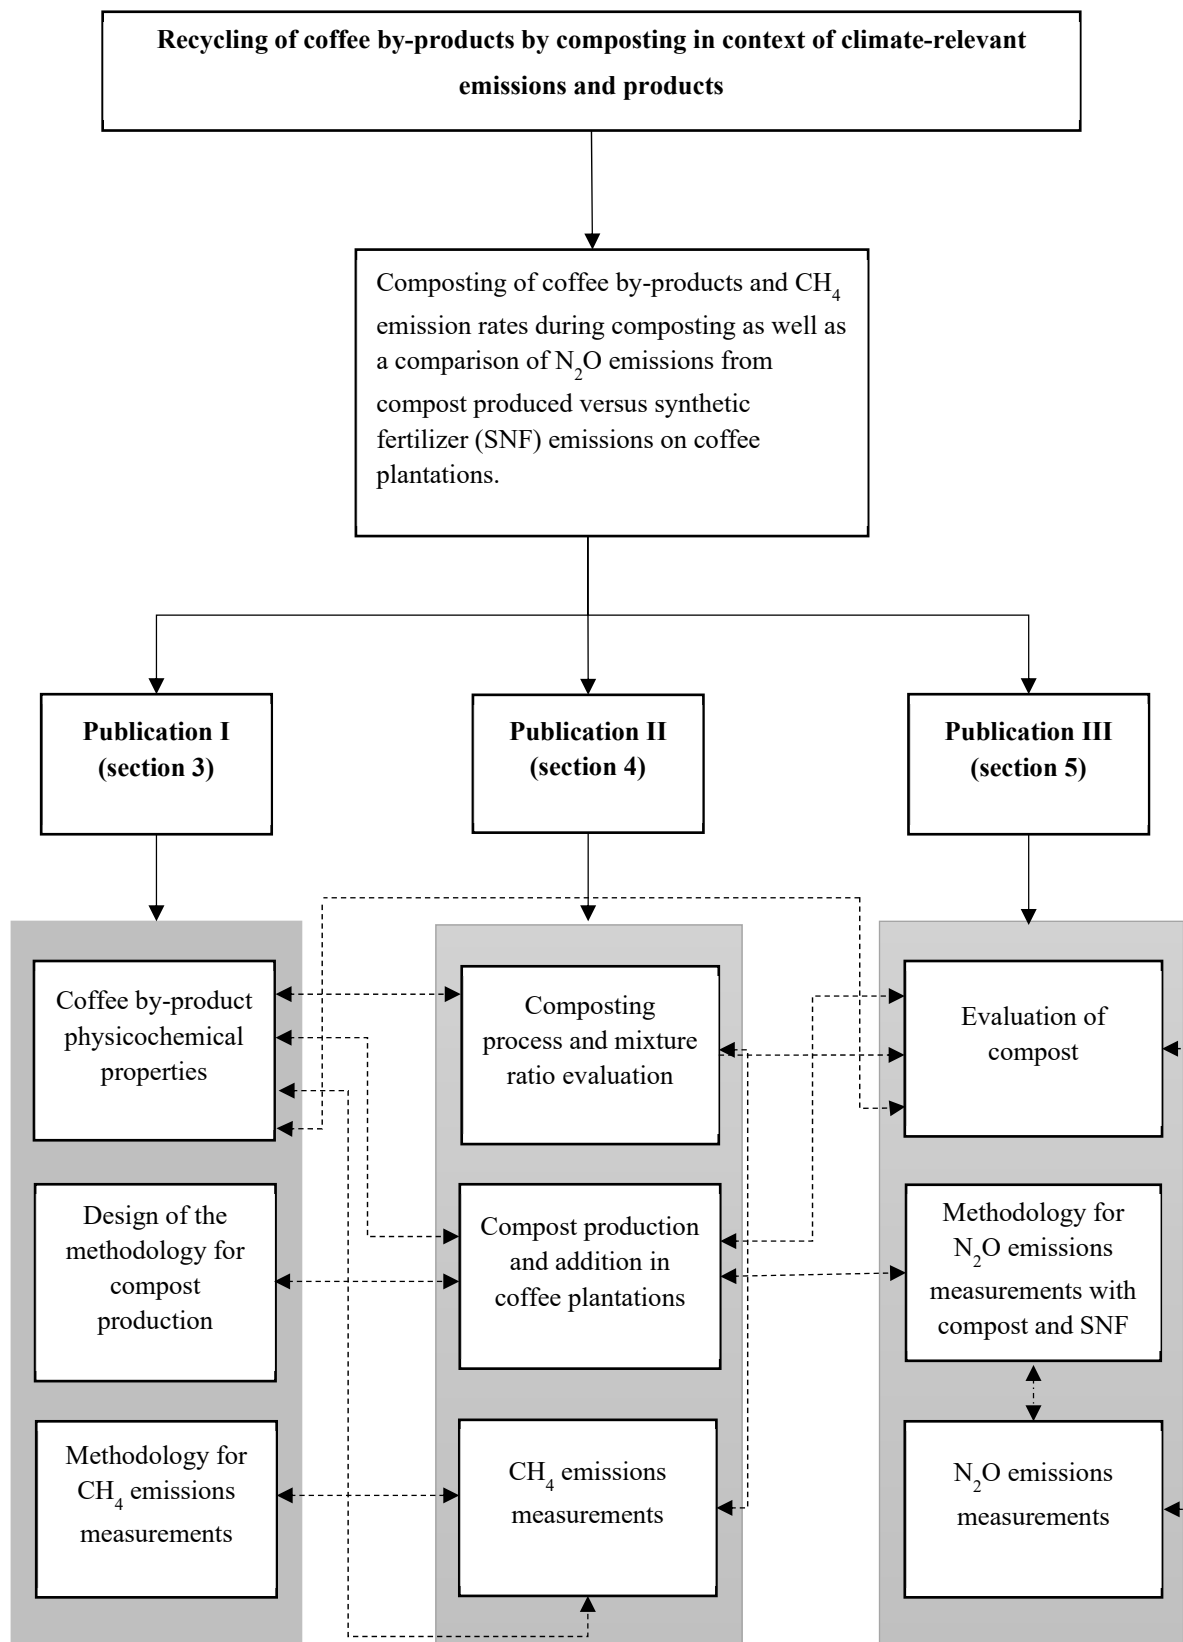 Recycling of coffee by-products by composting in context of climate-relevant
emissions and products
Composting of coffee by-products and CH₄
emission rates during composting as well as
a comparison of N₂O emissions from
compost produced versus synthetic
fertilizer (SNF) emissions on coffee
plantations.
Publication I
(section 3)
Publication II
(section 4)
Publication III
(section 5)
Coffee by-product
physicochemical
properties
Design of the
methodology for
compost
production
Methodology for
CH₄ emissions
measurements
Composting
process and mixture
ratio evaluation
Compost production
and addition in
coffee plantations
CH₄ emissions
measurements
Evaluation of
compost
Methodology for
N₂O emissions
measurements with
compost and SNF
N₂O emissions
measurements